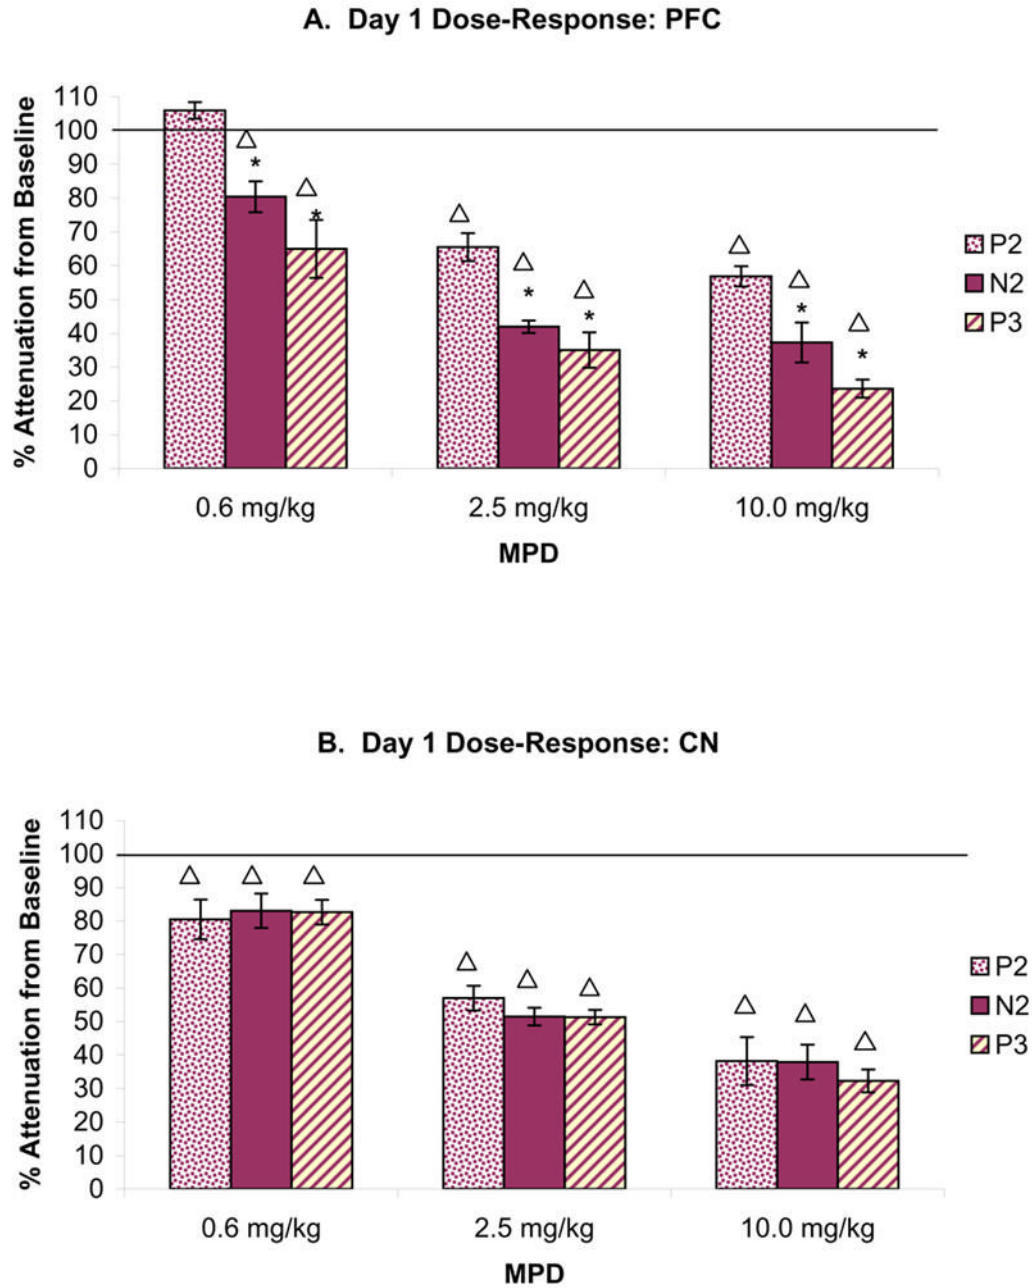 A. Day 1 Dose-Response: PFC
% Attenuation from Baseline
110
100
90
80
70
60
50
40
30
20
10
0
△
*
△
*
△
△
*
△
*
△
△
*
△
*
P2
N2
P3
0.6 mg/kg 2.5 mg/kg 10.0 mg/kg
MPD
B. Day 1 Dose-Response: CN
% Attenuation from Baseline
110
100
90
80
70
60
50
40
30
20
10
0
△ △ △
△ △ △
△ △ △
P2
N2
P3
0.6 mg/kg 2.5 mg/kg 10.0 mg/kg
MPD